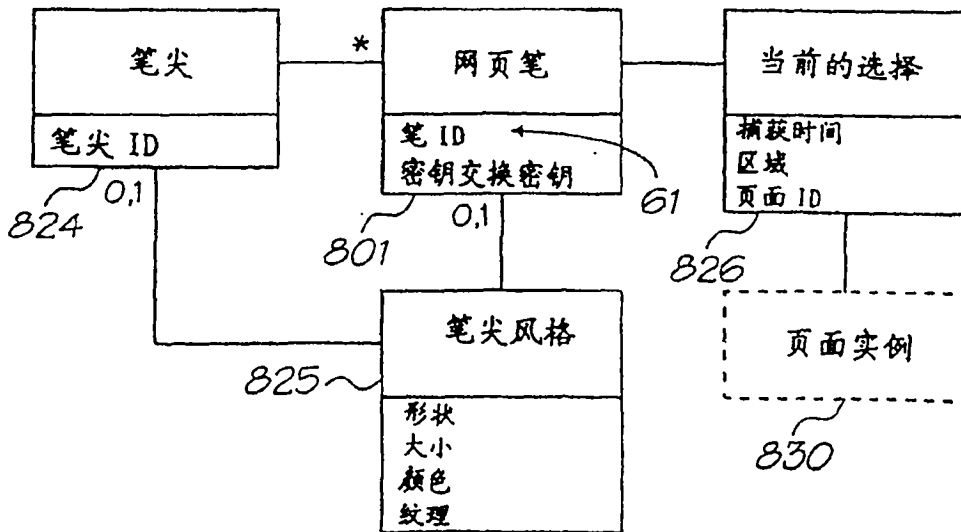 笔尖
笔尖 ID
824
0,1
*
网页笔
笔 ID
密钥交换密钥
801
0,1
61
当前的选择
捕获时间
区域
页面 ID
826
笔尖风格
825
形状
大小
颜色
纹理
页面实例
830